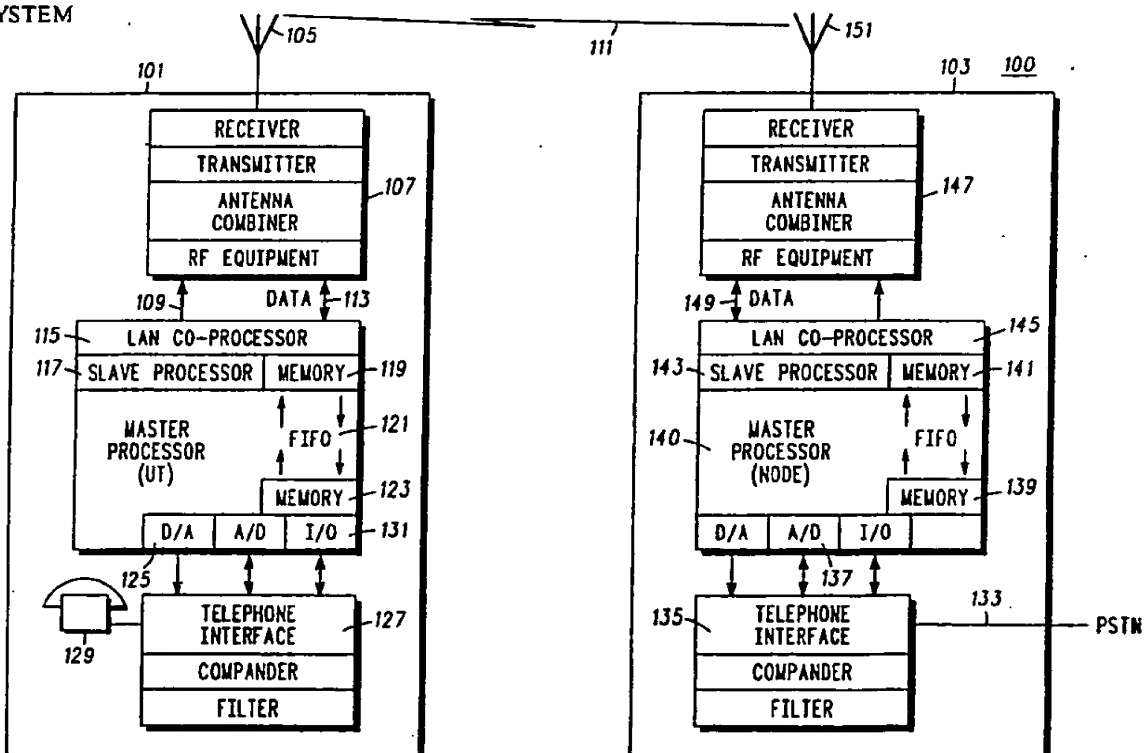 YSTEM
105
111
151
101
103 100
RECEIVER
TRANSMITTER
ANTENNA
COMBINER
RF EQUIPMENT
107
RECEIVER
TRANSMITTER
ANTENNA
COMBINER
RF EQUIPMENT
147
109
DATA 113
115
LAN CO-PROCESSOR
117 SLAVE PROCESSOR MEMORY 119
MASTER
PROCESSOR
(UT)
FIFO 121
MEMORY 123
D/A A/D I/O 131
125
129
TELEPHONE
INTERFACE 127
COMPANDER
FILTER
149 DATA
LAN CO-PROCESSOR 145
143 SLAVE PROCESSOR MEMORY 141
140
MASTER
PROCESSOR
(NODE)
FIFO
MEMORY 139
D/A A/D I/O
137
135 TELEPHONE
INTERFACE
COMPANDER
FILTER
133
PSTN